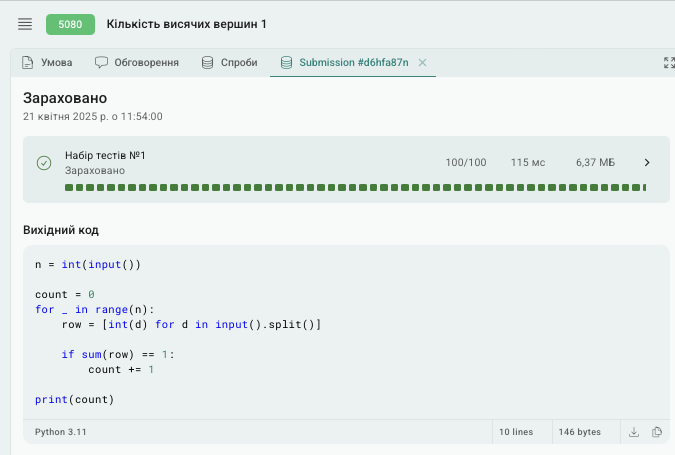 5080 Кількість висячих вершин 1
Умова Обговорення Спроби Submission #d6hfa87n
Зараховано
21 квітня 2025 р. о 11:54:00
Набір тестів №1 100/100 115 мс 6,37 МБ
Зараховано
Вихідний код
n = int(input())
count = 0
for _ in range(n):
    row = [int(d) for d in input().split()]
    if sum(row) == 1:
        count += 1
print(count)
Python 3.11 10 lines 146 bytes